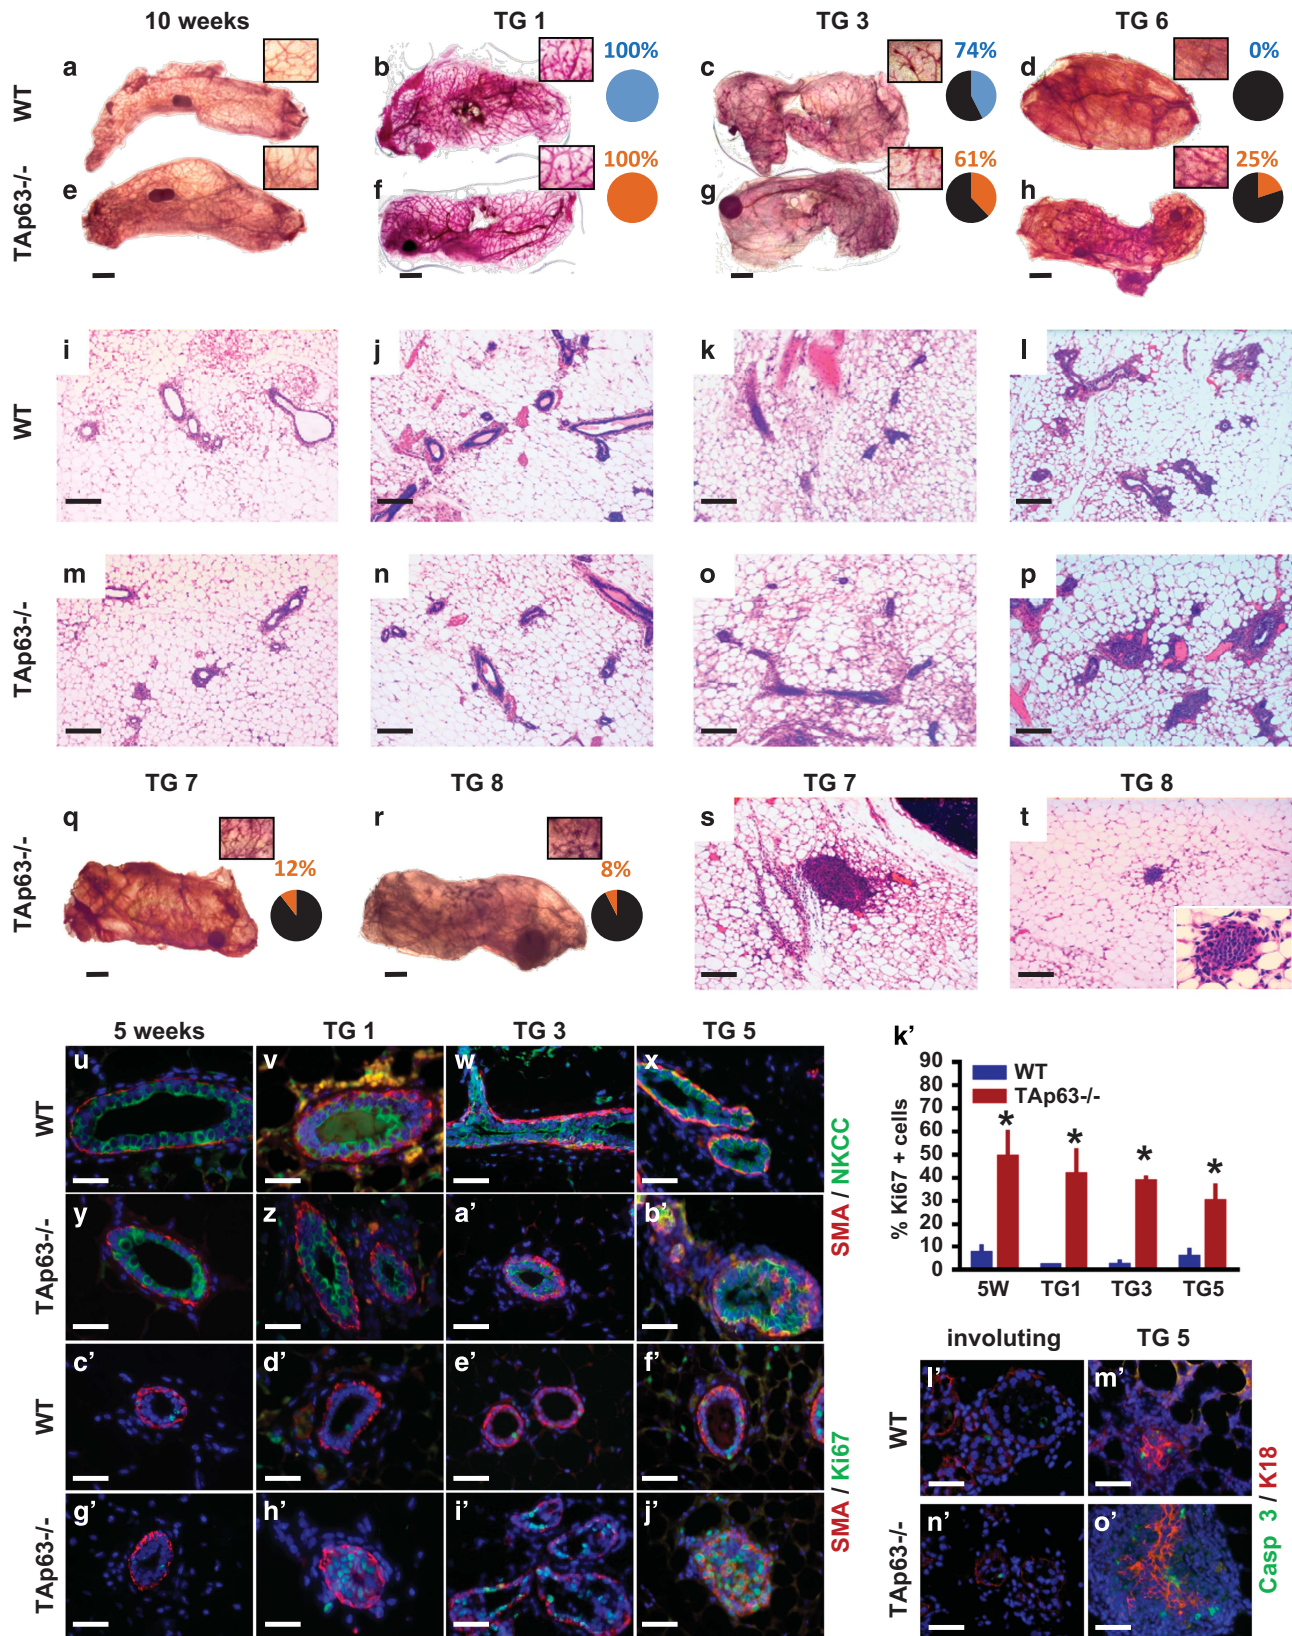 10 weeks TG 1 TG 3 TG 6
WT
a b 100% c 74% d 0%
TAp63-/-
e f 100% g 61% h 25%
WT
i j k l
TAp63-/-
m n o p
TG 7 TG 8 TG 7 TG 8
TAp63-/-
q 12% r 8% s t
5 weeks TG 1 TG 3 TG 5
WT
u v w x
TAp63-/-
y z a’ b’
SMA / NKCC
WT
c’ d’ e’ f’
TAp63-/-
g’ h’ i’ j’
SMA / Ki67
k’
% Ki67 + cells
90
80
70
60
50
40
30
20
10
0
WT
TAp63-/-
* * * *
5W TG1 TG3 TG5
involuting TG 5
WT
l’ m’
TAp63-/-
n’ o’
Casp 3 / K18